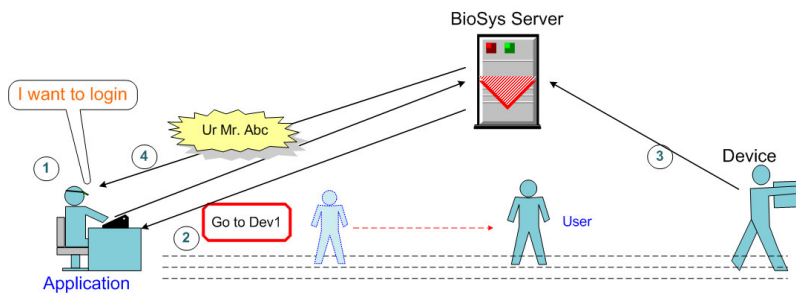 BioSys Server
I want to login
Ur Mr. Abc
1
4
3
Device
2
Go to Dev1
User
Application